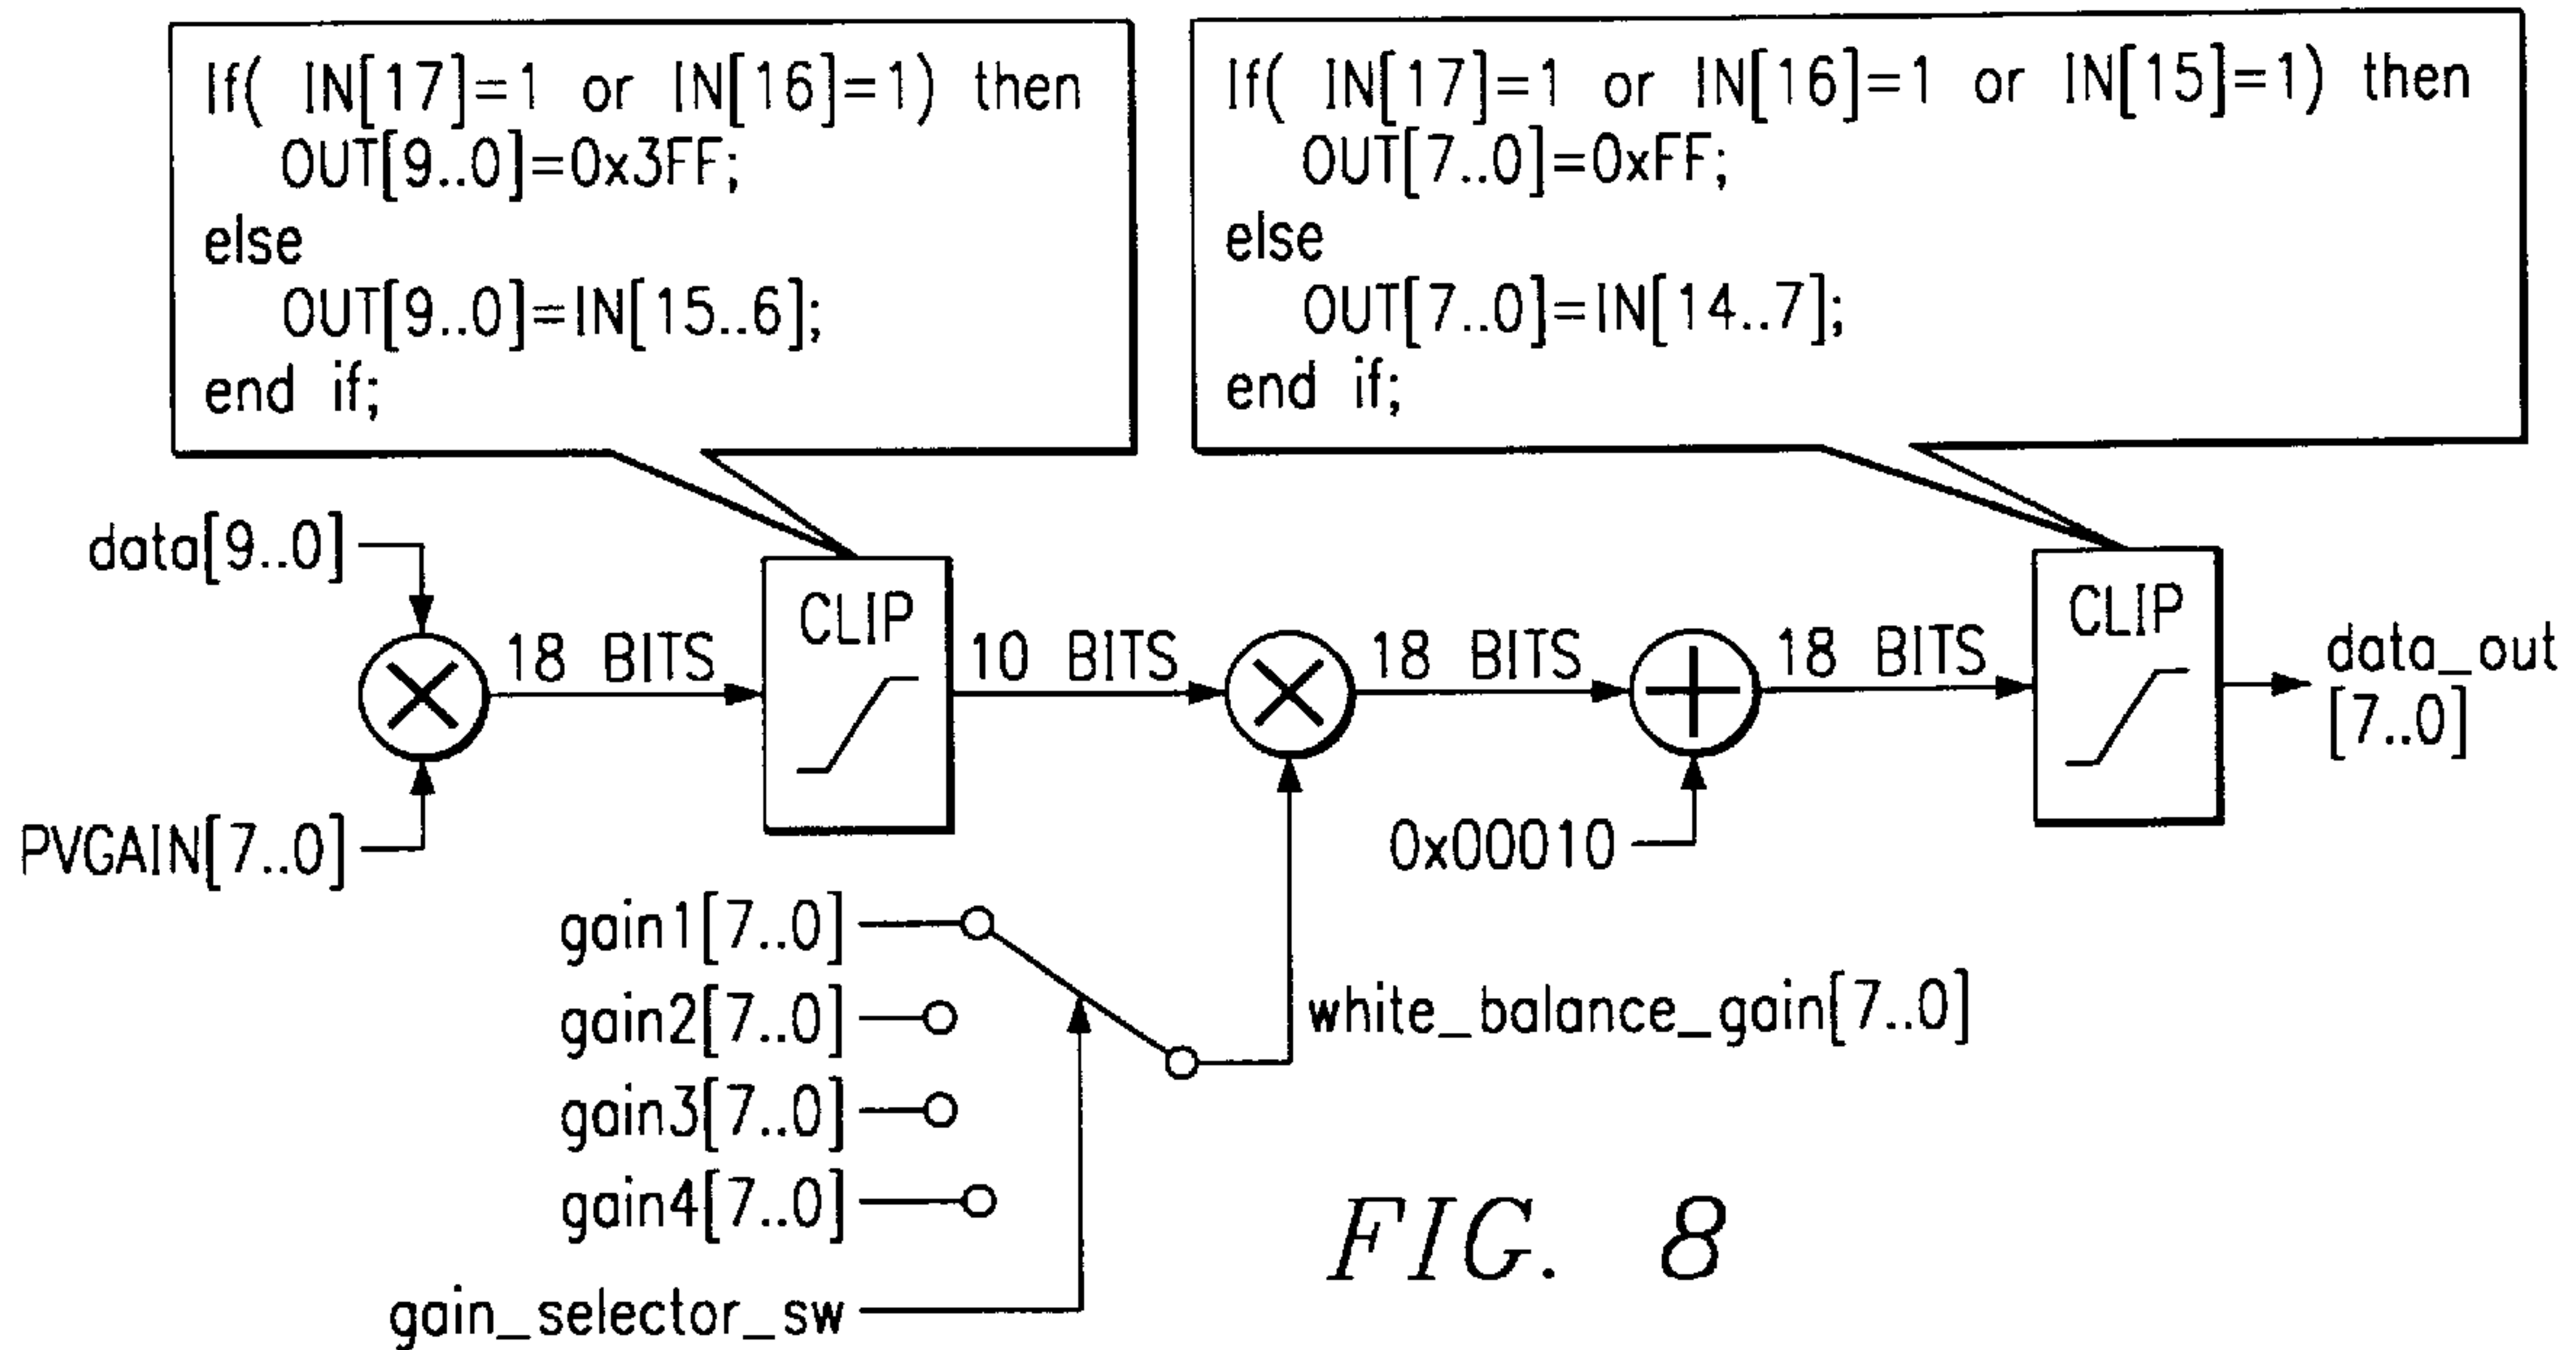 If( IN[17]=1 or IN[16]=1) then
OUT[9..0]=0x3FF;
else
OUT[9..0]=IN[15..6];
end if;
If( IN[17]=1 or IN[16]=1 or IN[15]=1) then
OUT[7..0]=0xFF;
else
OUT[7..0]=IN[14..7];
end if;
data[9..0]
PVGAIN[7..0]
18 BITS
CLIP
10 BITS
18 BITS
0x00010
18 BITS
CLIP
data_out
[7..0]
gain1[7..0]
gain2[7..0]
gain3[7..0]
gain4[7..0]
gain_selector_sw
white_balance_gain[7..0]
FIG. 8